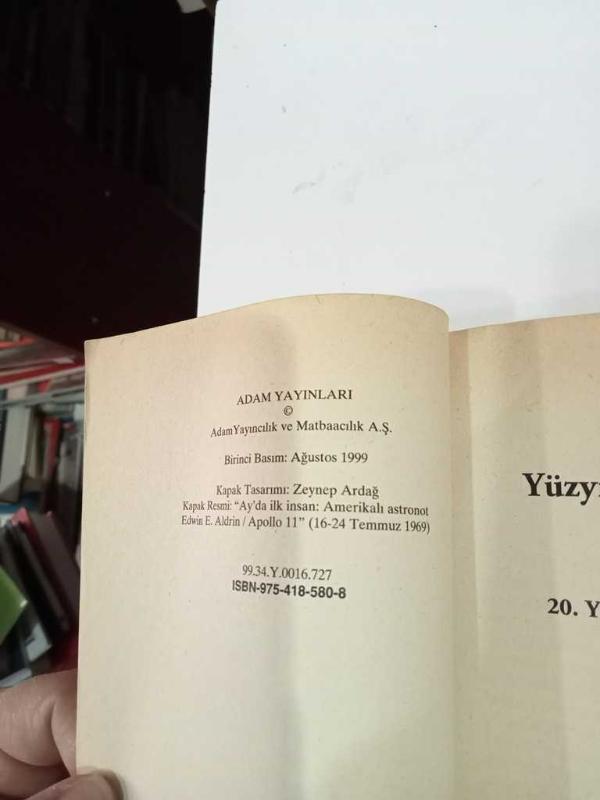 ADAM YAYINLARI
©
Adam Yayıncılık ve Matbaacılık A.Ş.
Birinci Basım: Ağustos 1999
Kapak Tasarımı: Zeynep Ardağ
Kapak Resmi: "Ay'da ilk insan: Amerikalı astronot
Edwin E. Aldrin / Apollo 11" (16-24 Temmuz 1969)
99.34.Y.0016.727
ISBN-975-418-580-8
Yüzy
20. Y